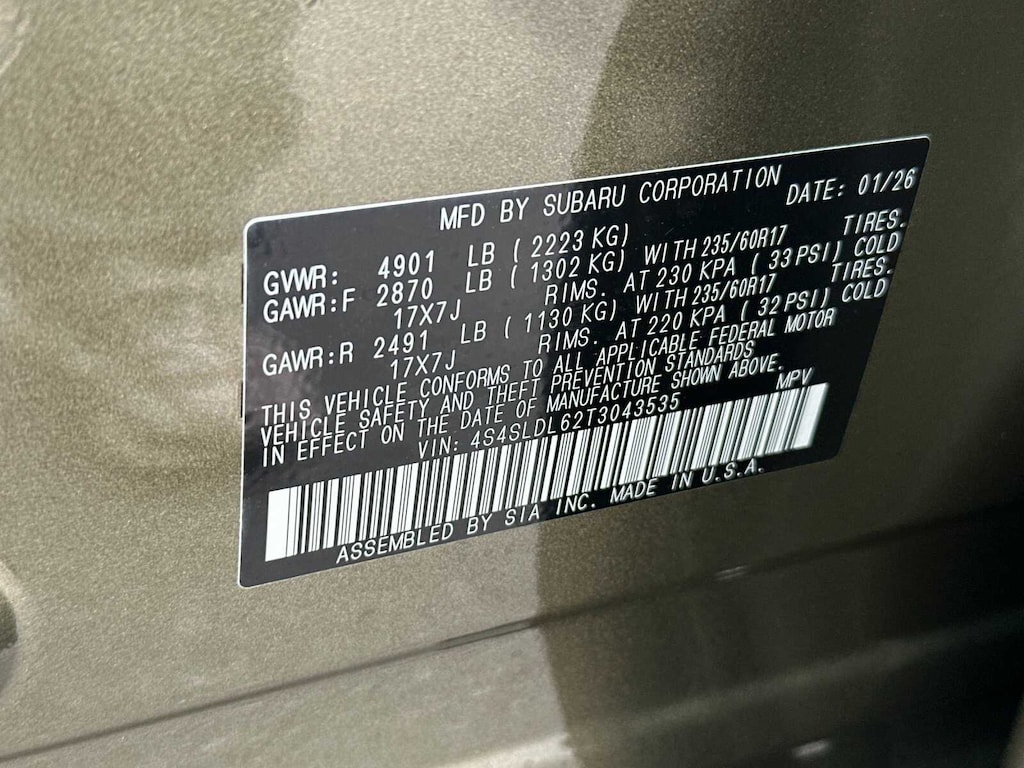 MFD BY SUBARU CORPORATION DATE: 01/26
GVWR: 4901 LB ( 2223 KG)
GAWR:F 2870 LB ( 1302 KG) WITH 235/60R17 TIRES.
17X7J RIMS. AT 230 KPA ( 33 PSI) COLD
GAWR:R 2491 LB ( 1130 KG) WITH 235/60R17 TIRES.
17X7J RIMS. AT 220 KPA ( 32 PSI) COLD
THIS VEHICLE CONFORMS TO ALL APPLICABLE FEDERAL MOTOR
VEHICLE SAFETY AND THEFT PREVENTION STANDARDS
IN EFFECT ON THE DATE OF MANUFACTURE SHOWN ABOVE.
VIN: 4S4SLDL62T3043535 MPV
ASSEMBLED BY SIA INC. MADE IN U.S.A.